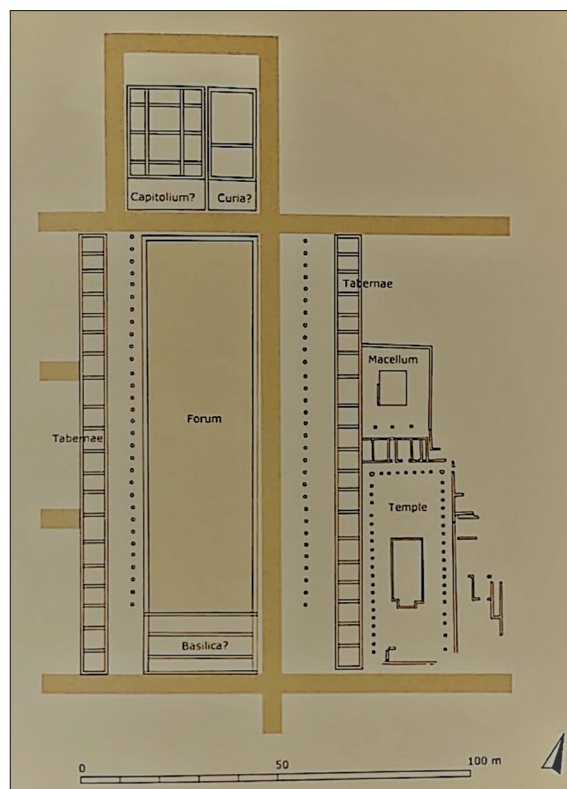 Capitolium? Curia?
Tabernae
Macellum
Forum
Tabernae
Temple
Basilica?
0 50 100 m